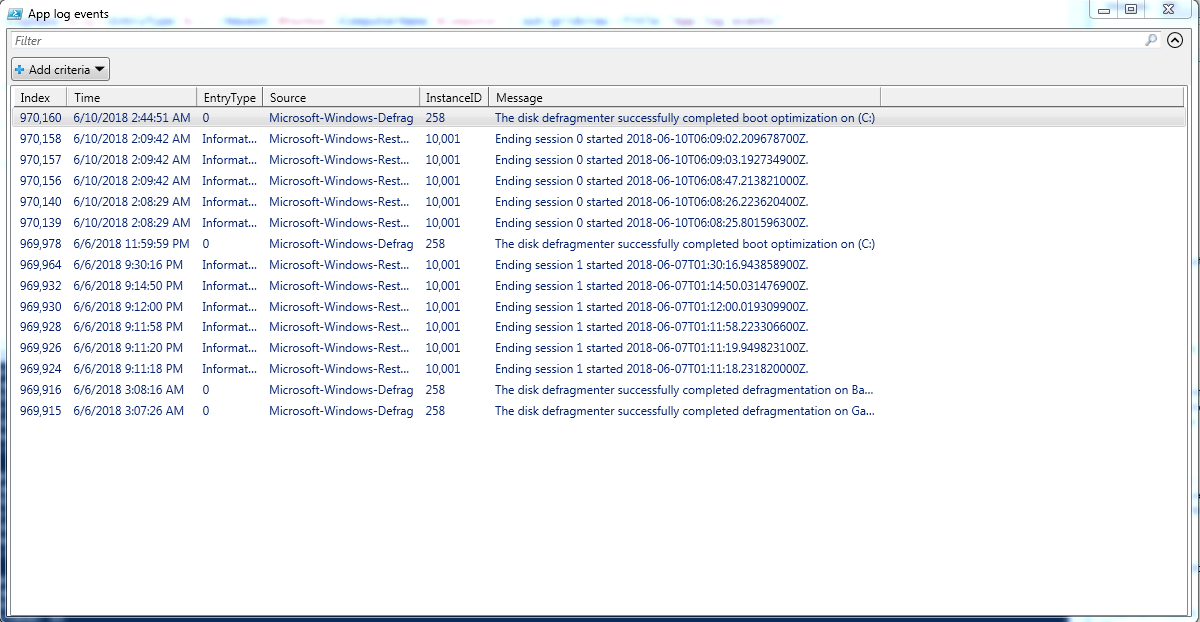 App log events
Filter
Add criteria
Index Time EntryType Source InstanceID Message
970,160 6/10/2018 2:44:51 AM 0 Microsoft-Windows-Defrag 258 The disk defragmenter successfully completed boot optimization on (C:)
970,158 6/10/2018 2:09:42 AM Informat... Microsoft-Windows-Rest... 10,001 Ending session 0 started 2018-06-10T06:09:02.209678700Z.
970,157 6/10/2018 2:09:42 AM Informat... Microsoft-Windows-Rest... 10,001 Ending session 0 started 2018-06-10T06:09:03.192734900Z.
970,156 6/10/2018 2:09:42 AM Informat... Microsoft-Windows-Rest... 10,001 Ending session 0 started 2018-06-10T06:08:47.213821000Z.
970,140 6/10/2018 2:08:29 AM Informat... Microsoft-Windows-Rest... 10,001 Ending session 0 started 2018-06-10T06:08:26.223620400Z.
970,139 6/10/2018 2:08:29 AM Informat... Microsoft-Windows-Rest... 10,001 Ending session 0 started 2018-06-10T06:08:25.801596300Z.
969,978 6/6/2018 11:59:59 PM 0 Microsoft-Windows-Defrag 258 The disk defragmenter successfully completed boot optimization on (C:)
969,964 6/6/2018 9:30:16 PM Informat... Microsoft-Windows-Rest... 10,001 Ending session 1 started 2018-06-07T01:30:16.943858900Z.
969,932 6/6/2018 9:14:50 PM Informat... Microsoft-Windows-Rest... 10,001 Ending session 1 started 2018-06-07T01:14:50.031476900Z.
969,930 6/6/2018 9:12:00 PM Informat... Microsoft-Windows-Rest... 10,001 Ending session 1 started 2018-06-07T01:12:00.019309900Z.
969,928 6/6/2018 9:11:58 PM Informat... Microsoft-Windows-Rest... 10,001 Ending session 1 started 2018-06-07T01:11:58.223306600Z.
969,926 6/6/2018 9:11:20 PM Informat... Microsoft-Windows-Rest... 10,001 Ending session 1 started 2018-06-07T01:11:19.949823100Z.
969,924 6/6/2018 9:11:18 PM Informat... Microsoft-Windows-Rest... 10,001 Ending session 1 started 2018-06-07T01:11:18.231820000Z.
969,916 6/6/2018 3:08:16 AM 0 Microsoft-Windows-Defrag 258 The disk defragmenter successfully completed defragmentation on Ba...
969,915 6/6/2018 3:07:26 AM 0 Microsoft-Windows-Defrag 258 The disk defragmenter successfully completed defragmentation on Ga...